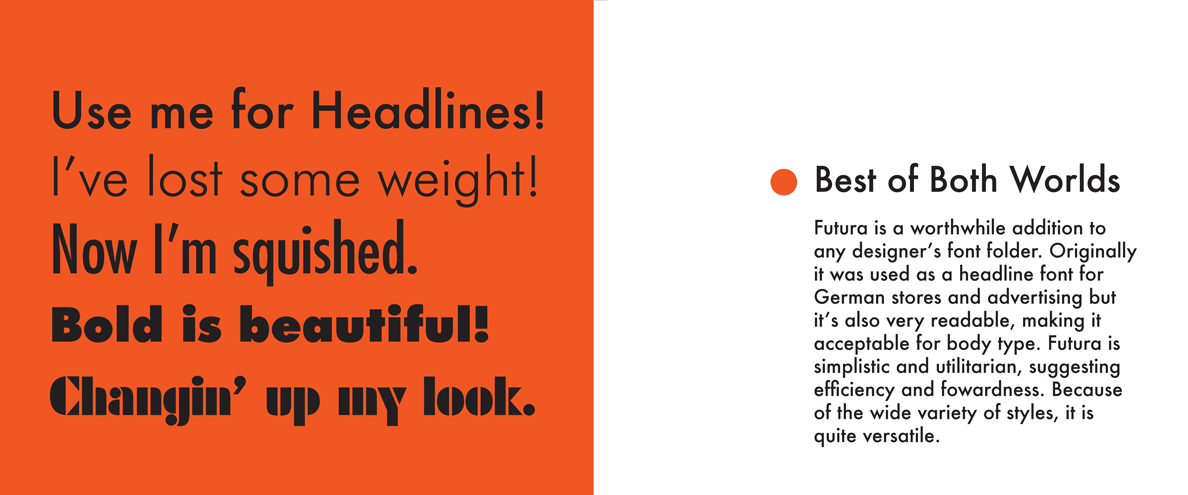 Use me for Headlines!
I've lost some weight!
Now I'm squished.
Bold is beautiful!
Changin' up my look.
Best of Both Worlds
Futura is a worthwhile addition to
any designer's font folder. Originally
it was used as a headline font for
German stores and advertising but
it's also very readable, making it
acceptable for body type. Futura is
simplistic and utilitarian, suggesting
efficiency and fowardness. Because
of the wide variety of styles, it is
quite versatile.